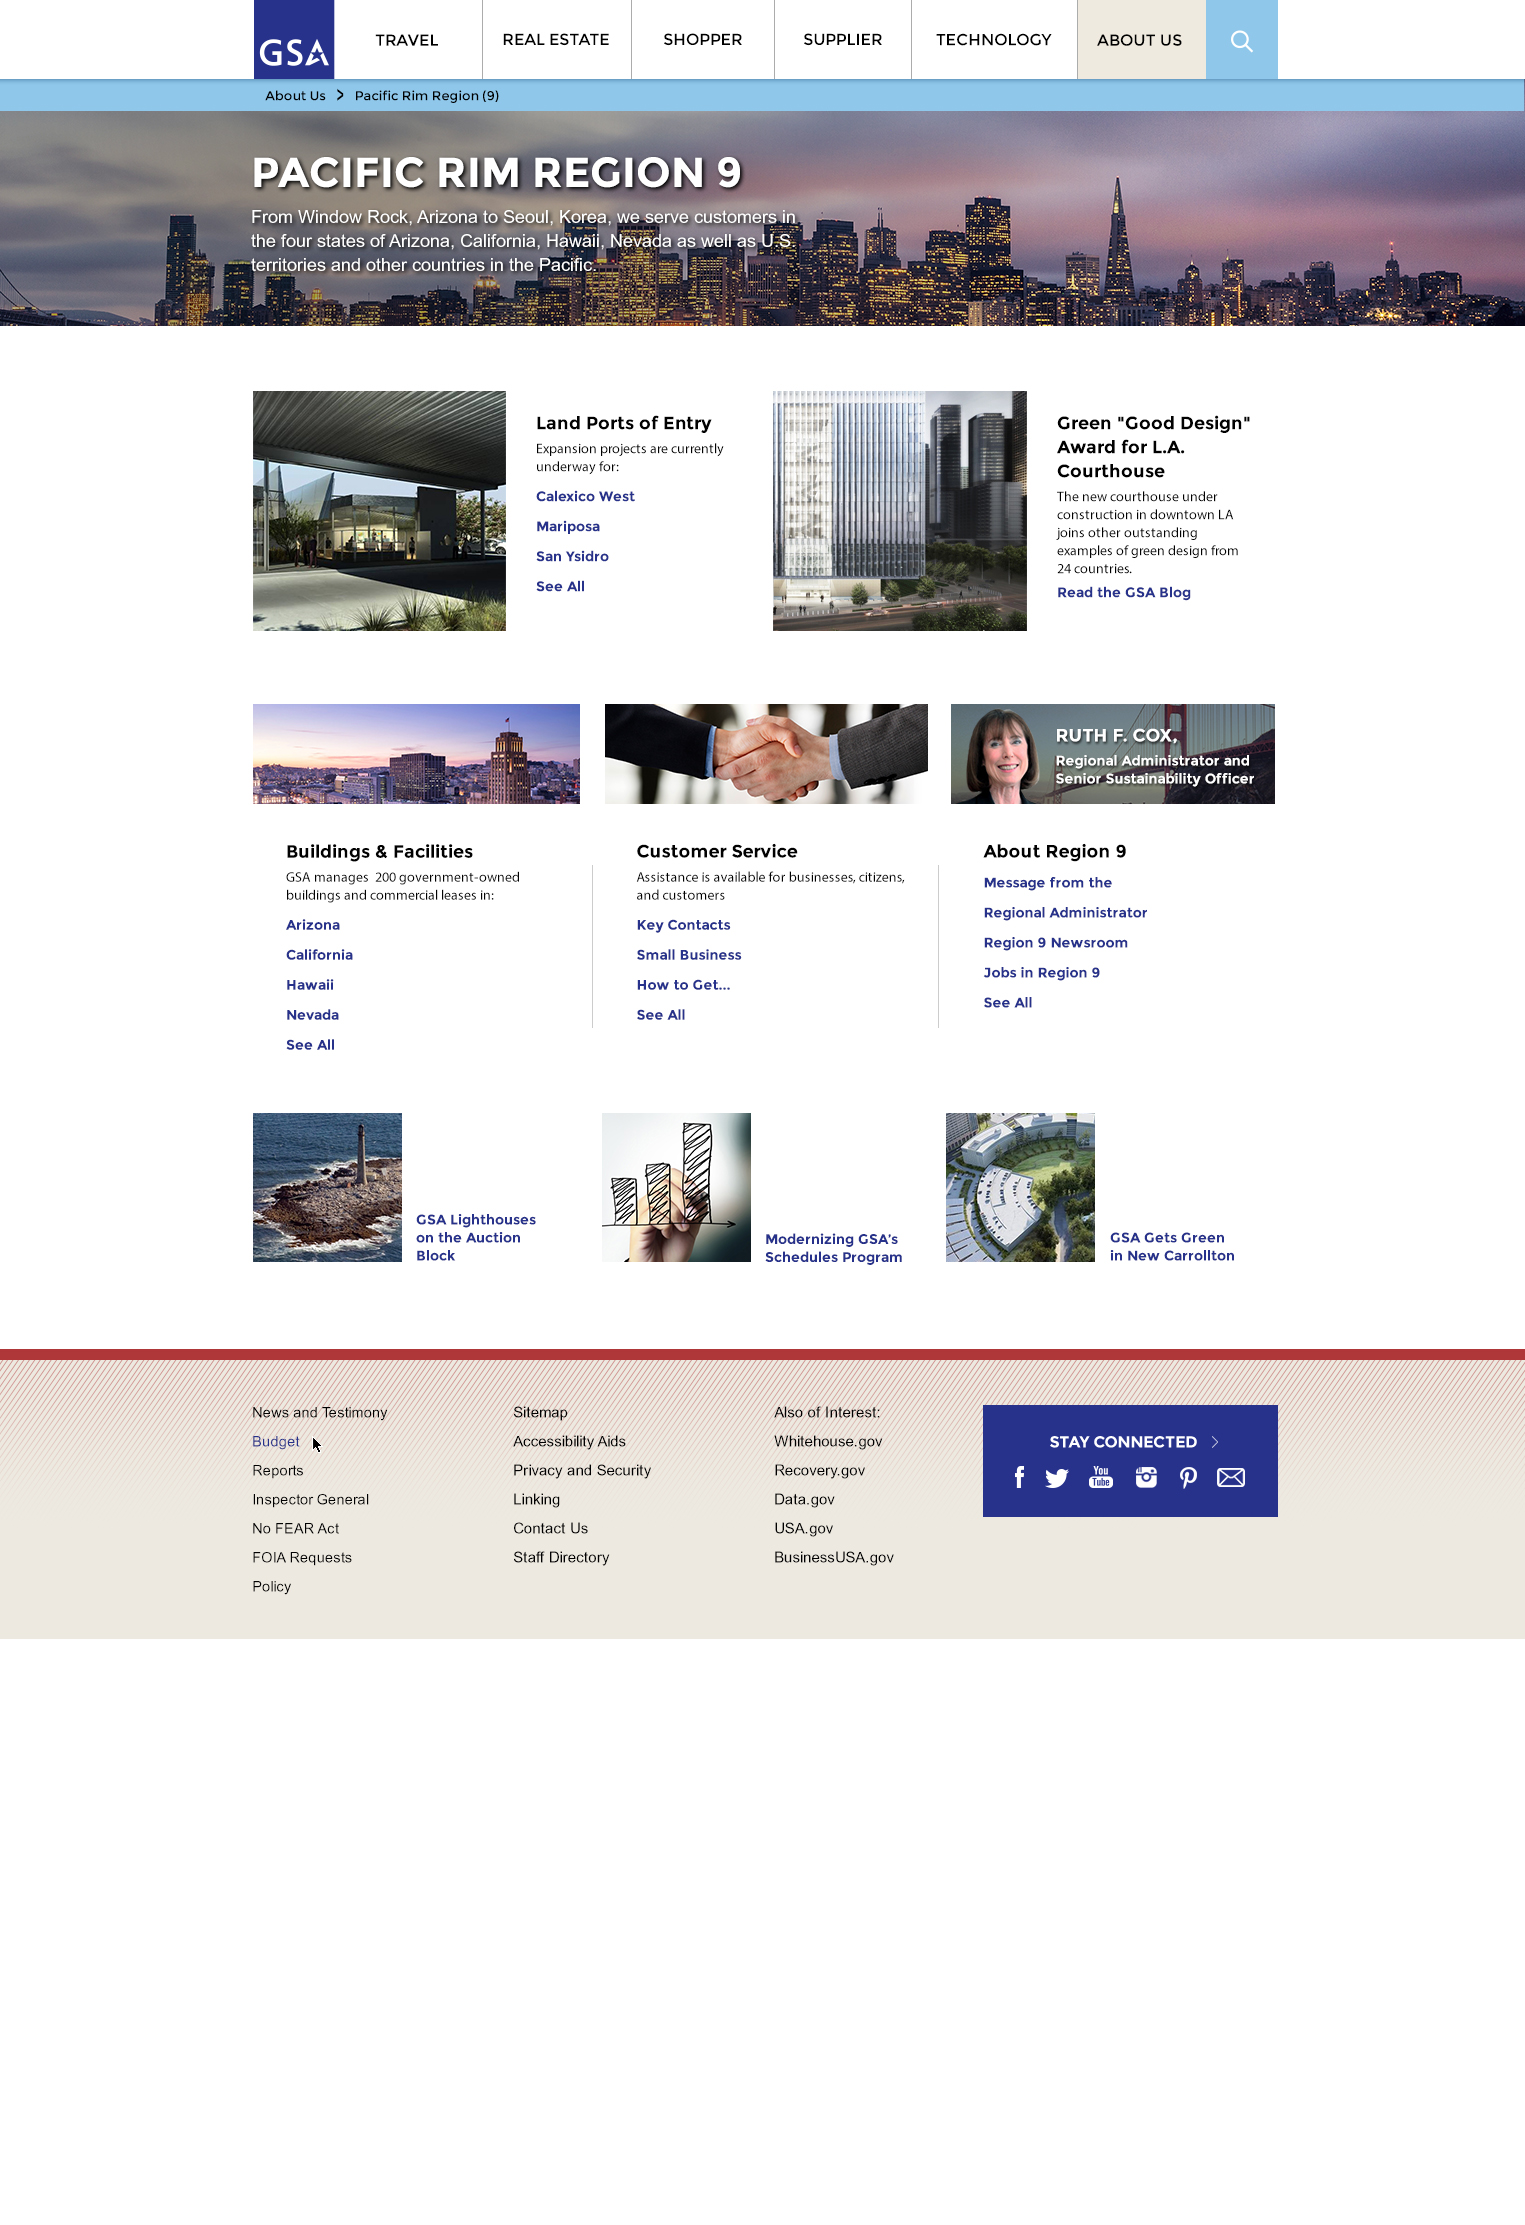 GSA
TRAVEL
REAL ESTATE
SHOPPER
SUPPLIER
TECHNOLOGY
ABOUT US
About Us > Pacific Rim Region (9)
PACIFIC RIM REGION 9
From Window Rock, Arizona to Seoul, Korea, we serve customers in
the four states of Arizona, California, Hawaii, Nevada as well as U.S.
territories and other countries in the Pacific.
Land Ports of Entry
Expansion projects are currently
underway for:
Calexico West
Mariposa
San Ysidro
See All
Green "Good Design"
Award for L.A.
Courthouse
The new courthouse under
construction in downtown LA
joins other outstanding
examples of green design from
24 countries.
Read the GSA Blog
RUTH F. COX,
Regional Administrator and
Senior Sustainability Officer
Buildings & Facilities
GSA manages  200 government-owned
buildings and commercial leases in:
Arizona
California
Hawaii
Nevada
See All
Customer Service
Assistance is available for businesses, citizens,
and customers
Key Contacts
Small Business
How to Get...
See All
About Region 9
Message from the
Regional Administrator
Region 9 Newsroom
Jobs in Region 9
See All
GSA Lighthouses
on the Auction
Block
Modernizing GSA's
Schedules Program
GSA Gets Green
in New Carrollton
News and Testimony
Budget
Reports
Inspector General
No FEAR Act
FOIA Requests
Policy
Sitemap
Accessibility Aids
Privacy and Security
Linking
Contact Us
Staff Directory
Also of Interest:
Whitehouse.gov
Recovery.gov
Data.gov
USA.gov
BusinessUSA.gov
STAY CONNECTED
You
Tube